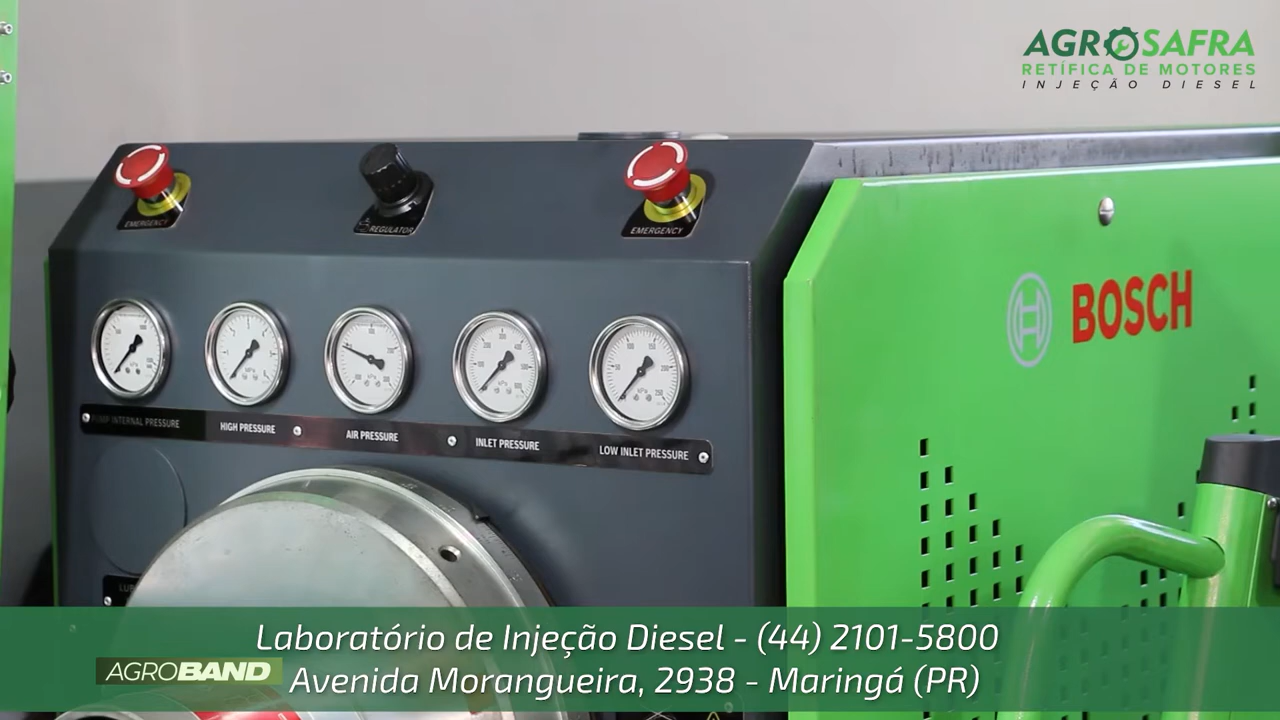 AGROSAFRA
RETÍFICA DE MOTORES
INJEÇÃO DIESEL
EMERGENCY
REGULATOR
EMERGENCY
BOSCH
PUMP INTERNAL PRESSURE
HIGH PRESSURE
AIR PRESSURE
INLET PRESSURE
LOW INLET PRESSURE
Laboratório de Injeção Diesel - (44) 2101-5800
AGROBAND
Avenida Morangueira, 2938 - Maringá (PR)